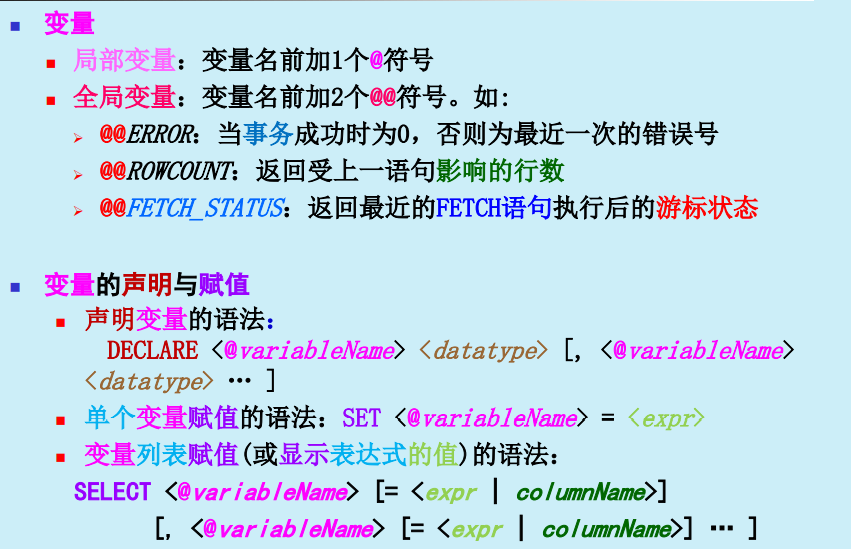 变量
局部变量：变量名前加1个@符号
全局变量：变量名前加2个@@符号。如:
@@ERROR：当事务成功时为0，否则为最近一次的错误号
@@ROWCOUNT：返回受上一语句影响的行数
@@FETCH_STATUS：返回最近的FETCH语句执行后的游标状态
变量的声明与赋值
声明变量的语法：
DECLARE <@variableName> <datatype> [, <@variableName>
<datatype> … ]
单个变量赋值的语法：SET <@variableName> = <expr>
变量列表赋值(或显示表达式的值)的语法：
SELECT <@variableName> [= <expr | columnName>]
[, <@variableName> [= <expr | columnName>] … ]